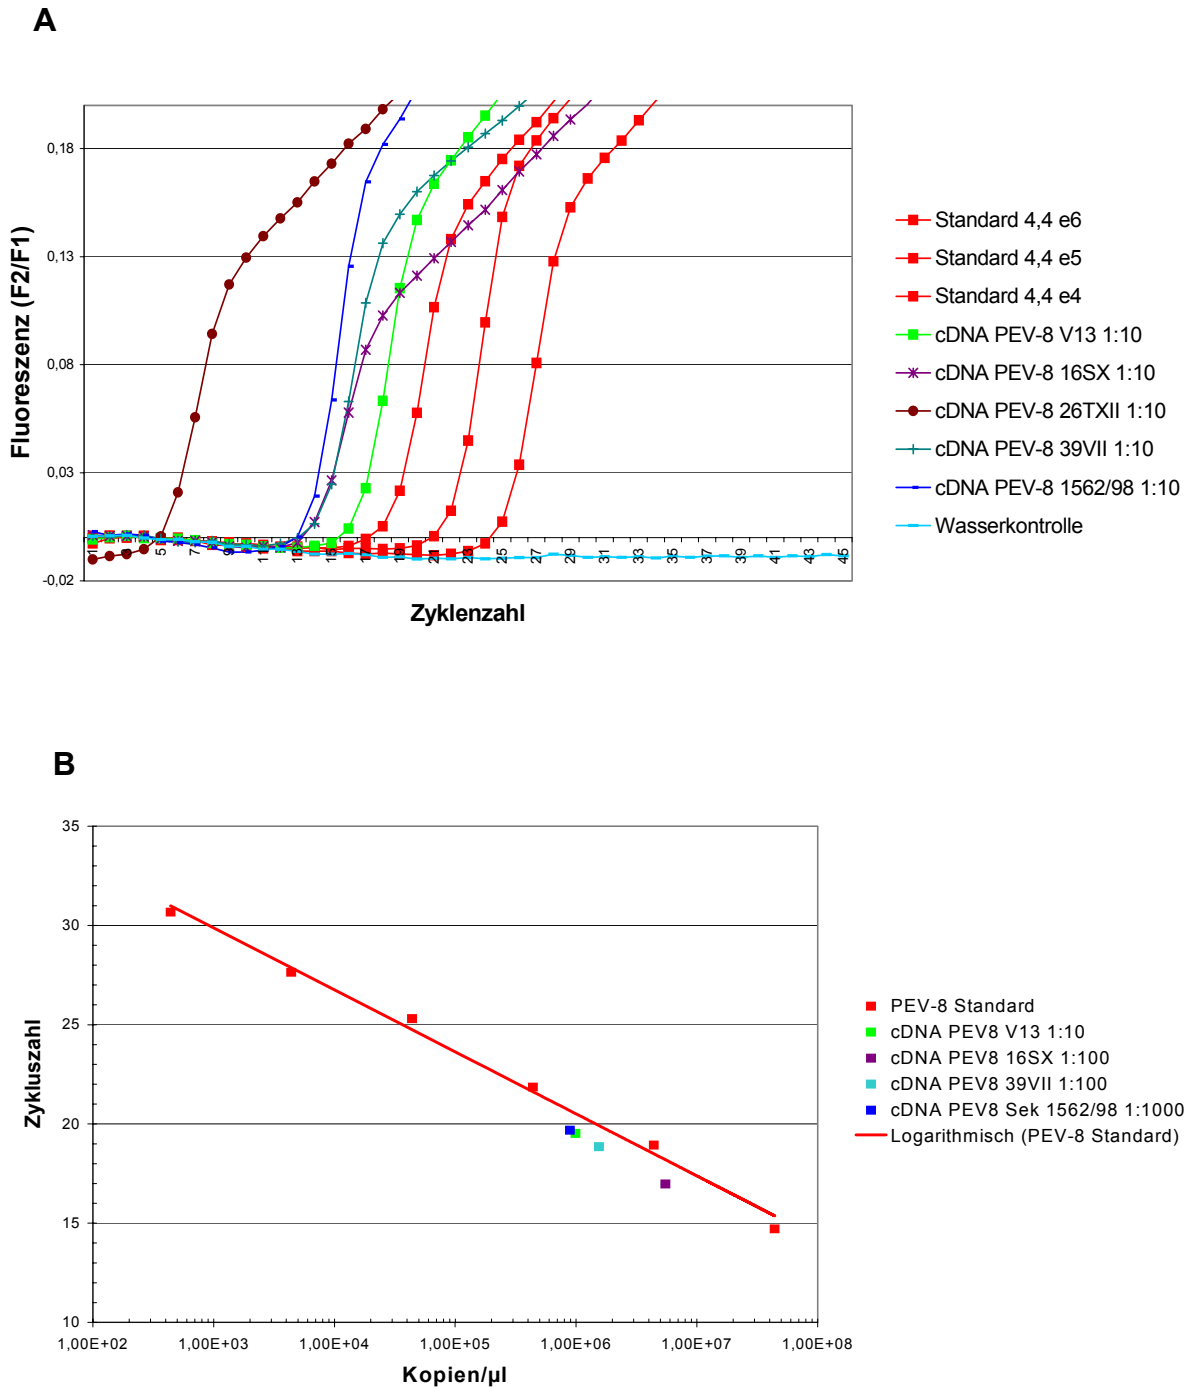 A
0,18
0,13
0,08
0,03
-0,02
Fluoreszenz (F2/F1)
1
3
5
7
9
11
13
15
17
19
21
23
25
27
29
31
33
35
37
39
41
43
45
Zyklenzahl
Standard 4,4 e6
Standard 4,4 e5
Standard 4,4 e4
cDNA PEV-8 V13 1:10
cDNA PEV-8 16SX 1:10
cDNA PEV-8 26TXII 1:10
cDNA PEV-8 39VII 1:10
cDNA PEV-8 1562/98 1:10
Wasserkontrolle
B
35
30
25
20
15
10
Zykluszahl
1,00E+02
1,00E+03
1,00E+04
1,00E+05
1,00E+06
1,00E+07
1,00E+08
Kopien/µl
PEV-8 Standard
cDNA PEV8 V13 1:10
cDNA PEV8 16SX 1:100
cDNA PEV8 39VII 1:100
cDNA PEV8 Sek 1562/98 1:1000
Logarithmisch (PEV-8 Standard)